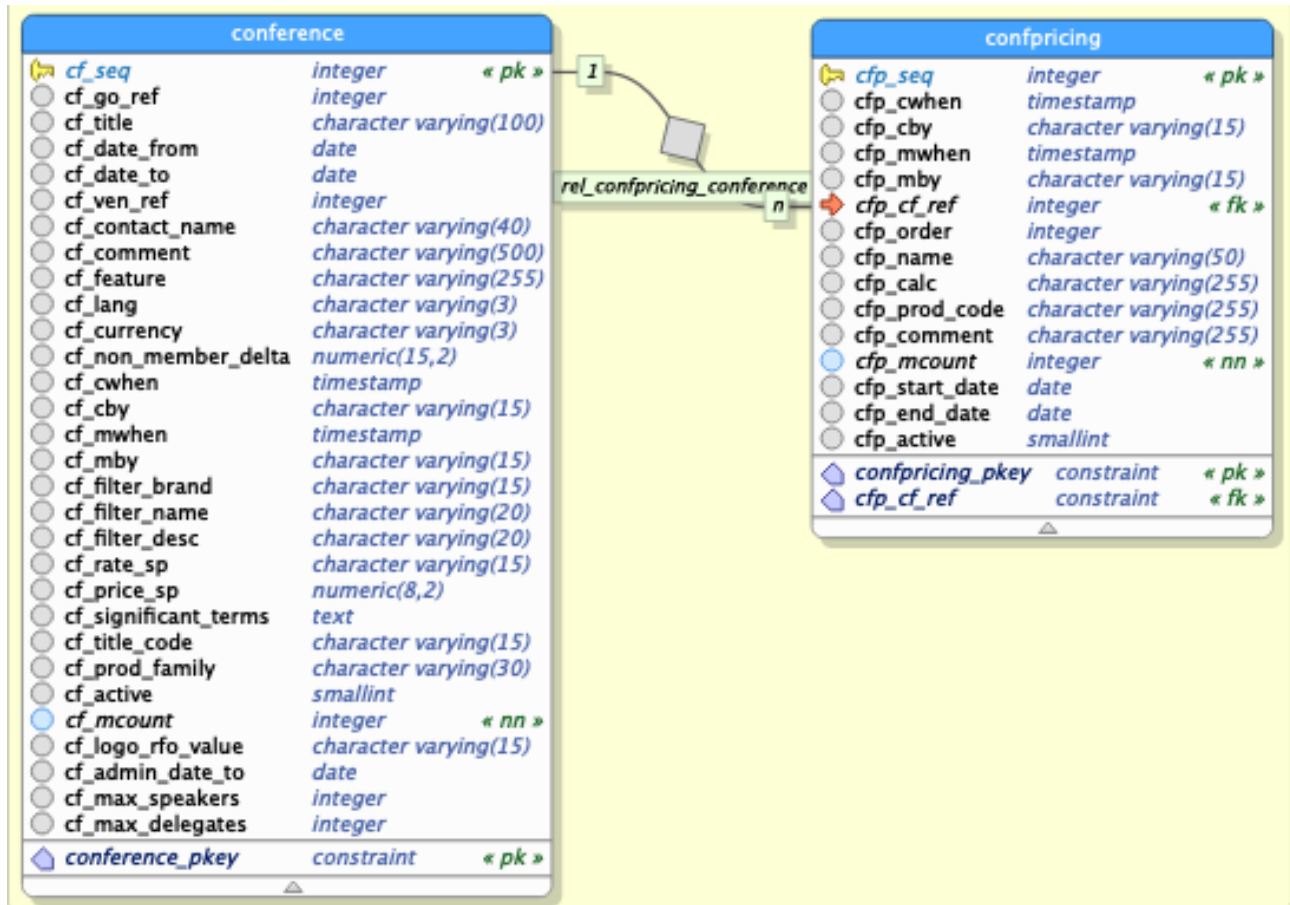 conference
cf_seq integer « pk »
cf_go_ref integer
cf_title character varying(100)
cf_date_from date
cf_date_to date
cf_ven_ref integer
cf_contact_name character varying(40)
cf_comment character varying(500)
cf_feature character varying(255)
cf_lang character varying(3)
cf_currency character varying(3)
cf_non_member_delta numeric(15,2)
cf_cwhen timestamp
cf_cby character varying(15)
cf_mwhen timestamp
cf_mby character varying(15)
cf_filter_brand character varying(15)
cf_filter_name character varying(20)
cf_filter_desc character varying(20)
cf_rate_sp character varying(15)
cf_price_sp numeric(8,2)
cf_significant_terms text
cf_title_code character varying(15)
cf_prod_family character varying(30)
cf_active smallint
cf_mcount integer « nn »
cf_logo_rfo_value character varying(15)
cf_admin_date_to date
cf_max_speakers integer
cf_max_delegates integer
conference_pkey constraint « pk »
1
rel_confpricing_conference
n
confpricing
cfp_seq integer « pk »
cfp_cwhen timestamp
cfp_cby character varying(15)
cfp_mwhen timestamp
cfp_mby character varying(15)
cfp_cf_ref integer « fk »
cfp_order integer
cfp_name character varying(50)
cfp_calc character varying(255)
cfp_prod_code character varying(255)
cfp_comment character varying(255)
cfp_mcount integer « nn »
cfp_start_date date
cfp_end_date date
cfp_active smallint
confpricing_pkey constraint « pk »
cfp_cf_ref constraint « fk »